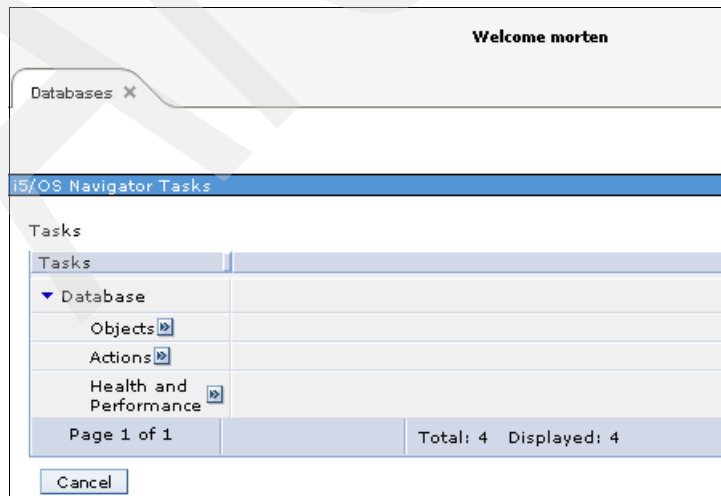 Welcome morten
Databases
i5/OS Navigator Tasks
Tasks
Tasks
Database
Objects
Actions
Health and
Performance
Page 1 of 1 Total: 4 Displayed: 4
Cancel